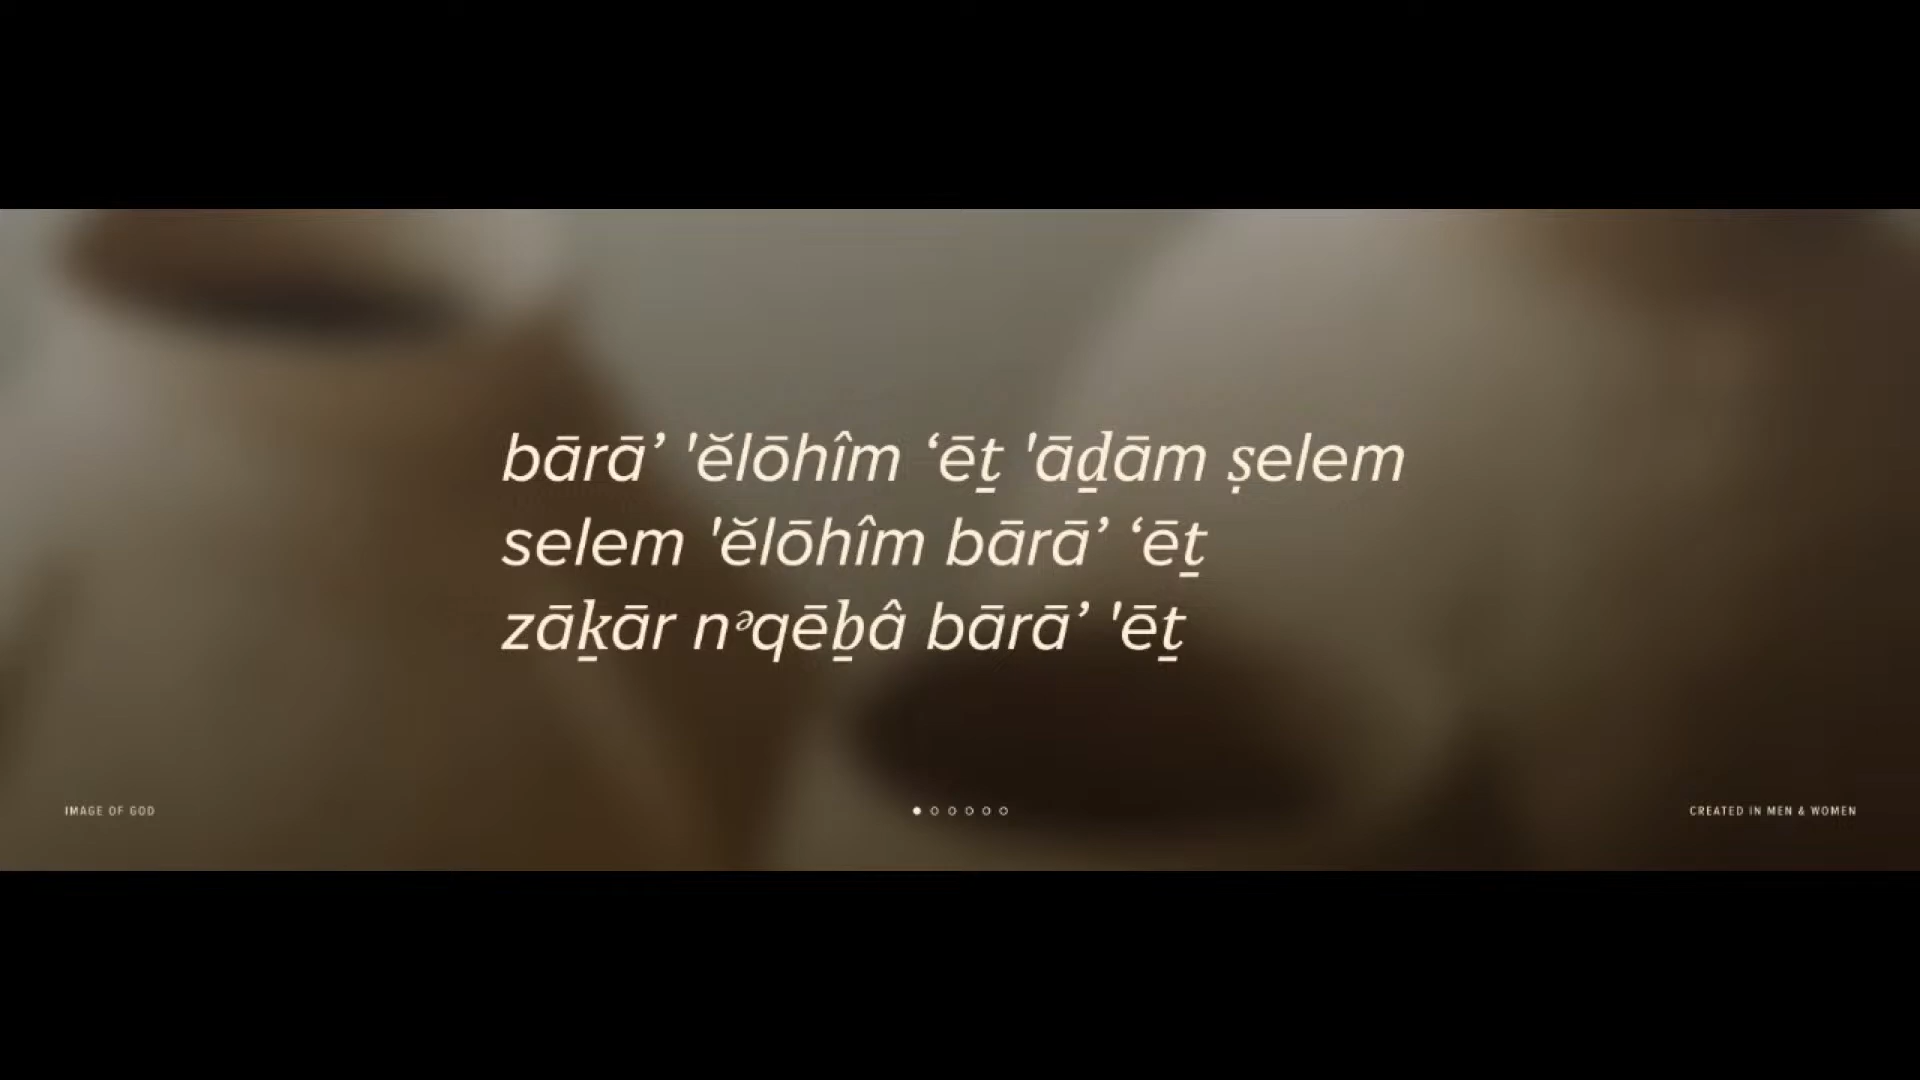 bārā’ 'ĕlōhîm ‘ēṯ 'āḏām ṣelem
selem 'ĕlōhîm bārā’ ‘ēṯ
zāḵār nᵊqēḇâ bārā’ 'ēṯ
IMAGE OF GOD
CREATED IN MEN & WOMEN